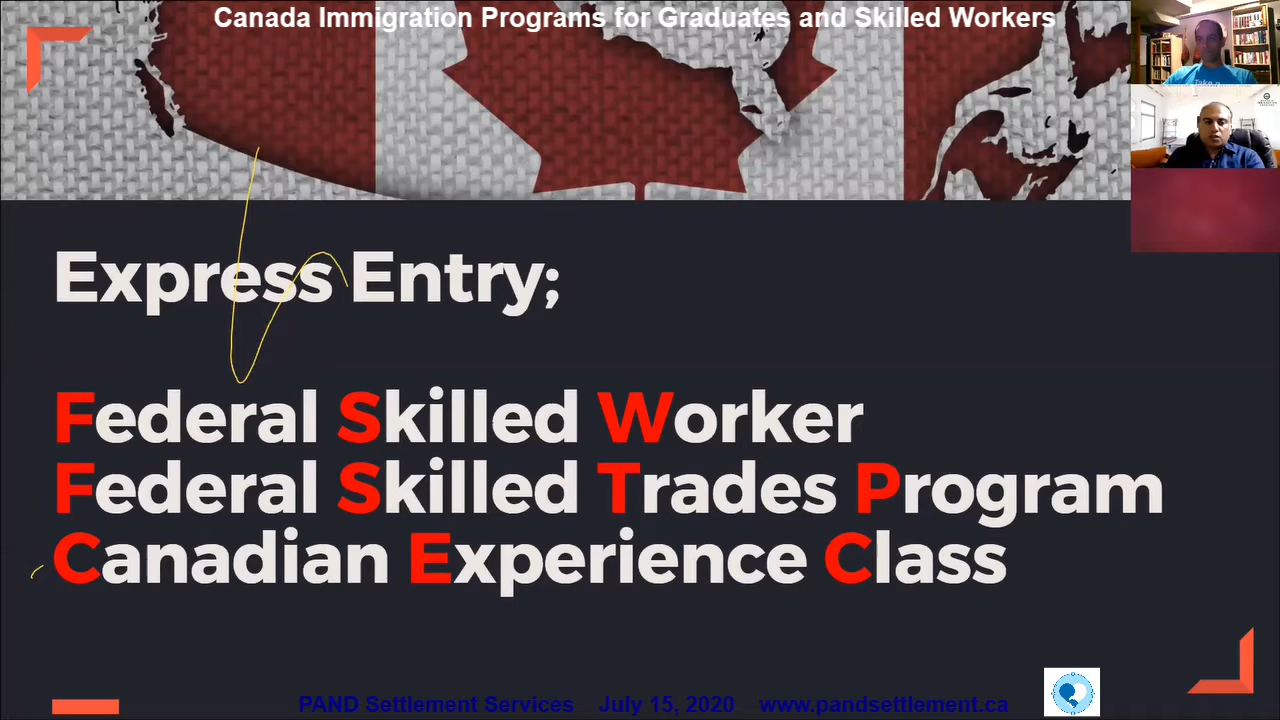 Canada Immigration Programs for Graduates and Skilled Workers
Express Entry;
Federal Skilled Worker
Federal Skilled Trades Program
Canadian Experience Class
PAND Settlement Services July 15, 2020 www.pandsettlement.ca